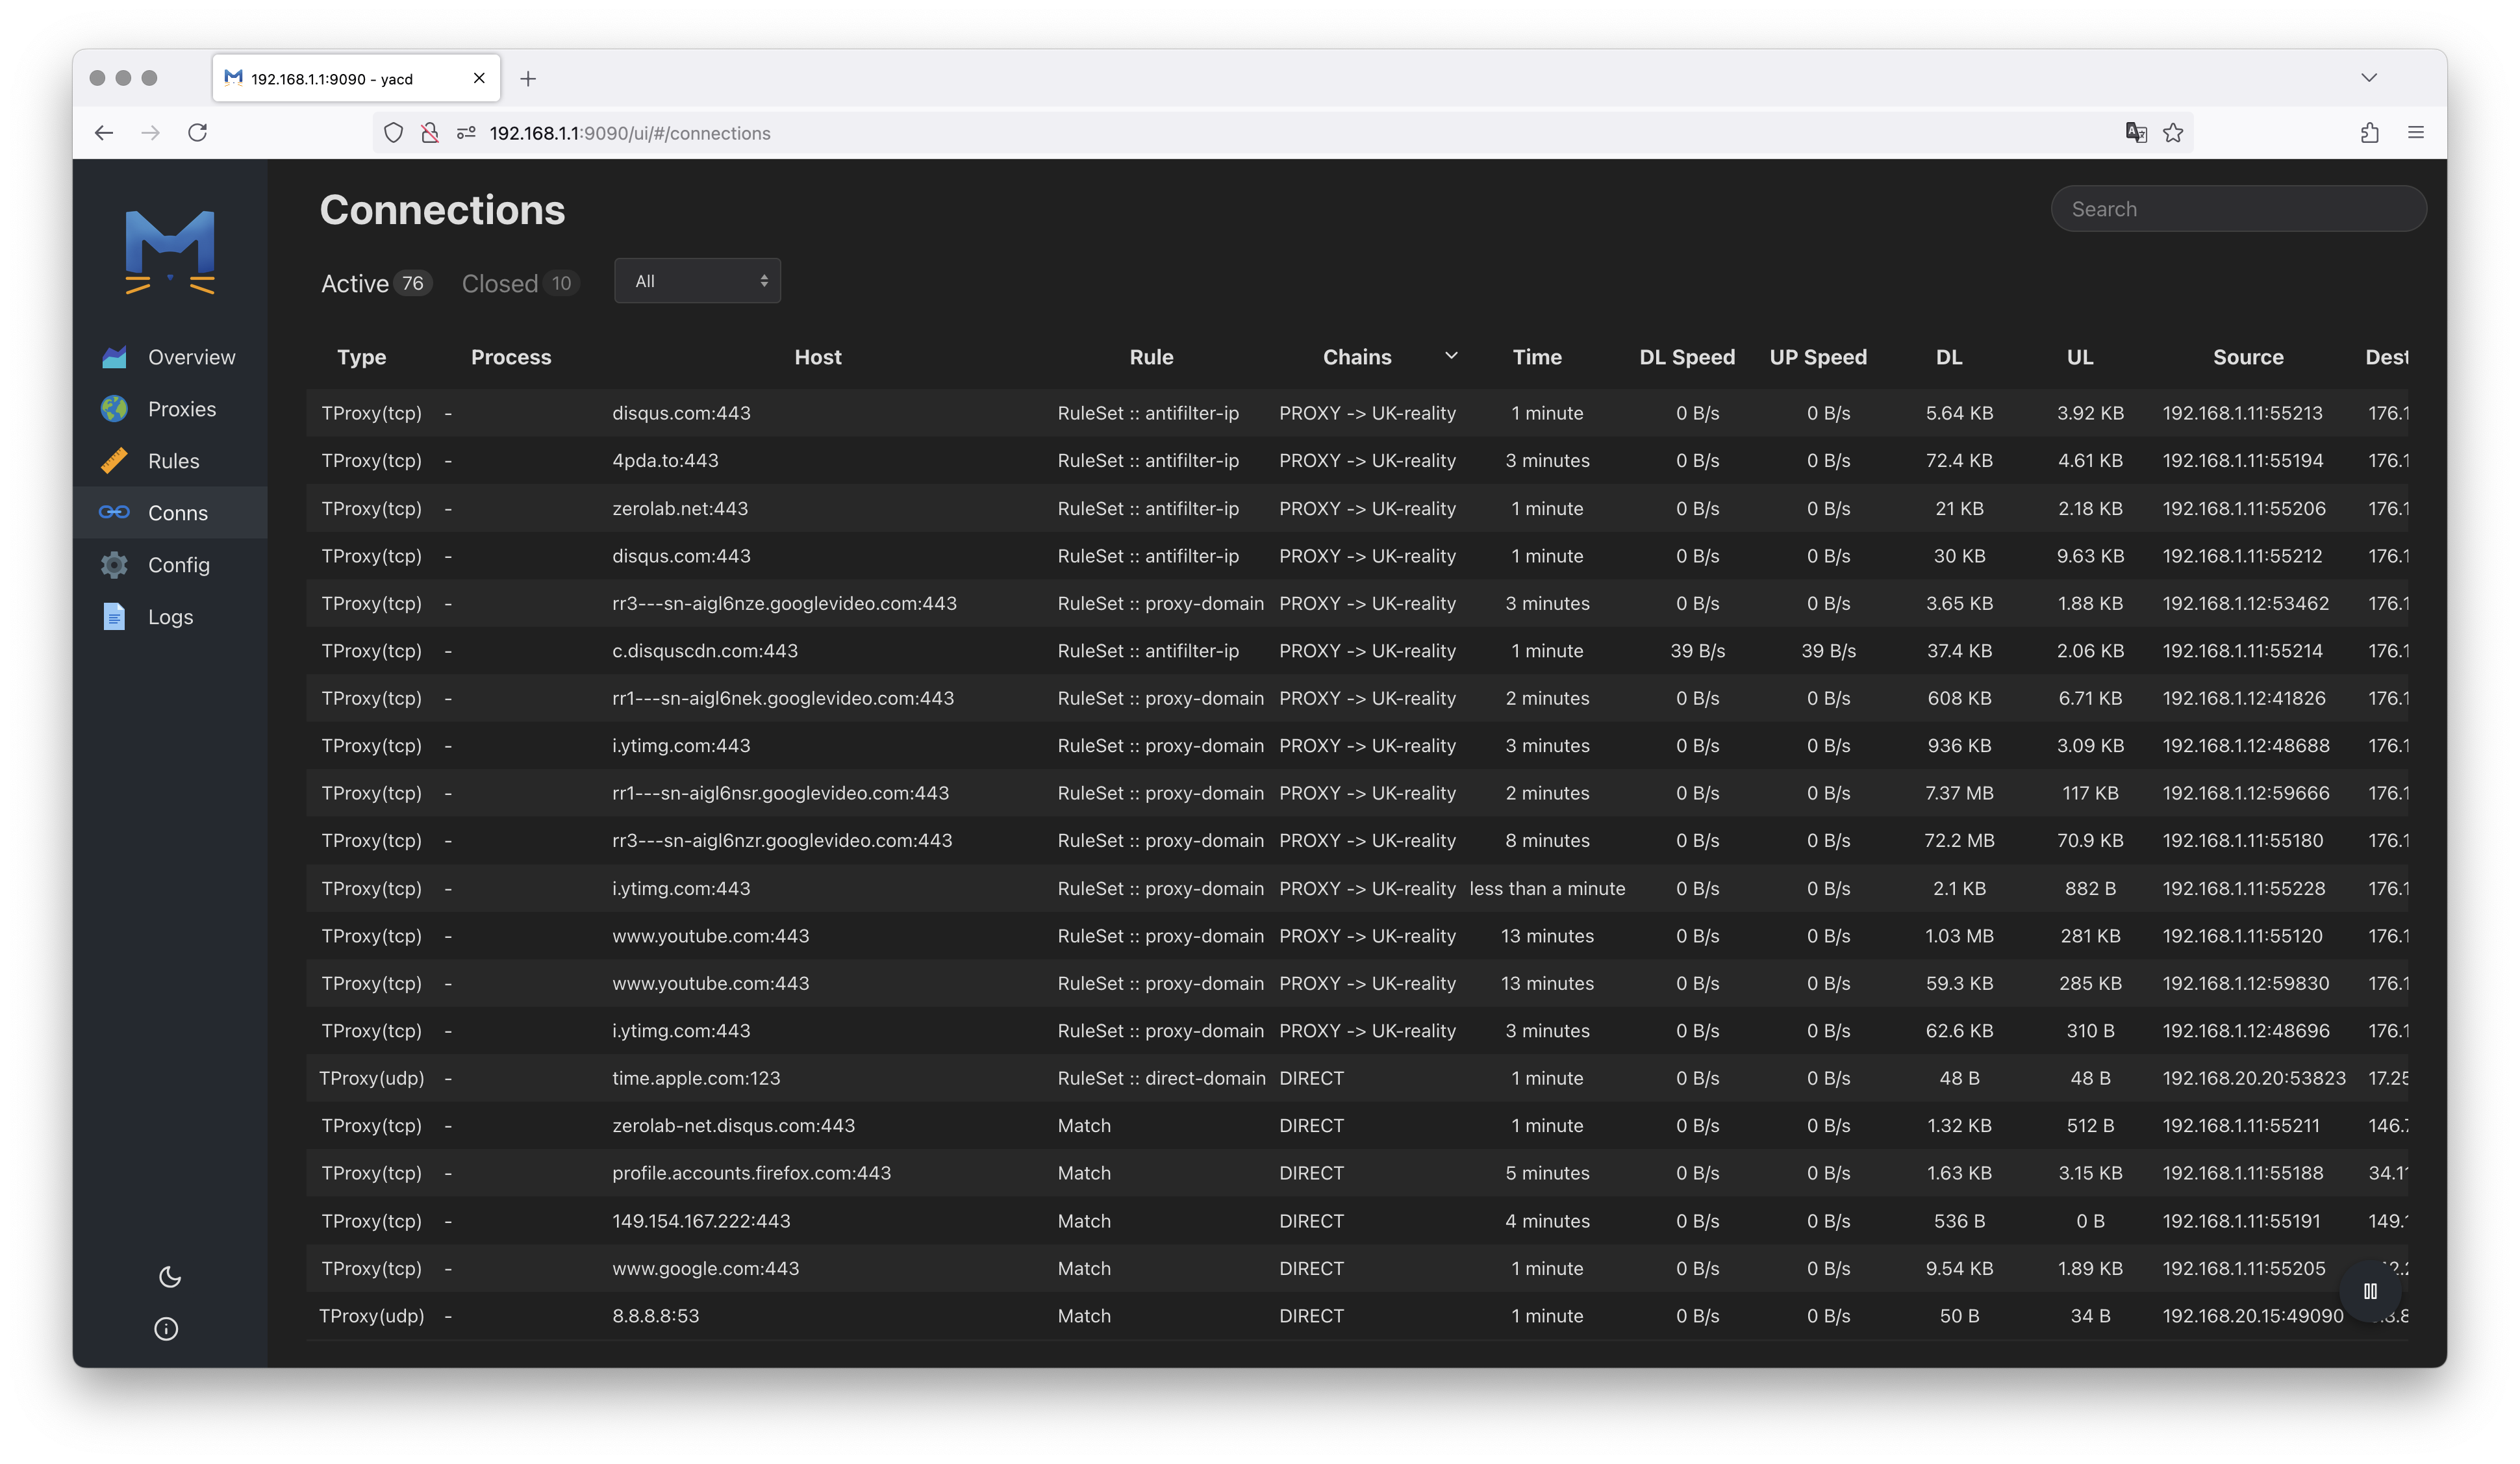 192.168.1.1:9090 - yacd
192.168.1.1:9090/ui/#/connections
Connections
Search
Active 76 Closed 10 All
Overview
Proxies
Rules
Conns
Config
Logs
Type Process Host Rule Chains Time DL Speed UP Speed DL UL Source Dest
TProxy(tcp) - disqus.com:443 RuleSet :: antifilter-ip PROXY -> UK-reality 1 minute 0 B/s 0 B/s 5.64 KB 3.92 KB 192.168.1.11:55213 176.1
TProxy(tcp) - 4pda.to:443 RuleSet :: antifilter-ip PROXY -> UK-reality 3 minutes 0 B/s 0 B/s 72.4 KB 4.61 KB 192.168.1.11:55194 176.1
TProxy(tcp) - zerolab.net:443 RuleSet :: antifilter-ip PROXY -> UK-reality 1 minute 0 B/s 0 B/s 21 KB 2.18 KB 192.168.1.11:55206 176.1
TProxy(tcp) - disqus.com:443 RuleSet :: antifilter-ip PROXY -> UK-reality 1 minute 0 B/s 0 B/s 30 KB 9.63 KB 192.168.1.11:55212 176.1
TProxy(tcp) - rr3---sn-aigl6nze.googlevideo.com:443 RuleSet :: proxy-domain PROXY -> UK-reality 3 minutes 0 B/s 0 B/s 3.65 KB 1.88 KB 192.168.1.12:53462 176.1
TProxy(tcp) - c.disquscdn.com:443 RuleSet :: antifilter-ip PROXY -> UK-reality 1 minute 39 B/s 39 B/s 37.4 KB 2.06 KB 192.168.1.11:55214 176.1
TProxy(tcp) - rr1---sn-aigl6nek.googlevideo.com:443 RuleSet :: proxy-domain PROXY -> UK-reality 2 minutes 0 B/s 0 B/s 608 KB 6.71 KB 192.168.1.12:41826 176.1
TProxy(tcp) - i.ytimg.com:443 RuleSet :: proxy-domain PROXY -> UK-reality 3 minutes 0 B/s 0 B/s 936 KB 3.09 KB 192.168.1.12:48688 176.1
TProxy(tcp) - rr1---sn-aigl6nsr.googlevideo.com:443 RuleSet :: proxy-domain PROXY -> UK-reality 2 minutes 0 B/s 0 B/s 7.37 MB 117 KB 192.168.1.12:59666 176.1
TProxy(tcp) - rr3---sn-aigl6nzr.googlevideo.com:443 RuleSet :: proxy-domain PROXY -> UK-reality 8 minutes 0 B/s 0 B/s 72.2 MB 70.9 KB 192.168.1.11:55180 176.1
TProxy(tcp) - i.ytimg.com:443 RuleSet :: proxy-domain PROXY -> UK-reality less than a minute 0 B/s 0 B/s 2.1 KB 882 B 192.168.1.11:55228 176.1
TProxy(tcp) - www.youtube.com:443 RuleSet :: proxy-domain PROXY -> UK-reality 13 minutes 0 B/s 0 B/s 1.03 MB 281 KB 192.168.1.11:55120 176.1
TProxy(tcp) - www.youtube.com:443 RuleSet :: proxy-domain PROXY -> UK-reality 13 minutes 0 B/s 0 B/s 59.3 KB 285 KB 192.168.1.12:59830 176.1
TProxy(tcp) - i.ytimg.com:443 RuleSet :: proxy-domain PROXY -> UK-reality 3 minutes 0 B/s 0 B/s 62.6 KB 310 B 192.168.1.12:48696 176.1
TProxy(udp) - time.apple.com:123 RuleSet :: direct-domain DIRECT 1 minute 0 B/s 0 B/s 48 B 48 B 192.168.20.20:53823 17.25
TProxy(tcp) - zerolab-net.disqus.com:443 Match DIRECT 1 minute 0 B/s 0 B/s 1.32 KB 512 B 192.168.1.11:55211 146.7
TProxy(tcp) - profile.accounts.firefox.com:443 Match DIRECT 5 minutes 0 B/s 0 B/s 1.63 KB 3.15 KB 192.168.1.11:55188 34.11
TProxy(tcp) - 149.154.167.222:443 Match DIRECT 4 minutes 0 B/s 0 B/s 536 B 0 B 192.168.1.11:55191 149.1
TProxy(tcp) - www.google.com:443 Match DIRECT 1 minute 0 B/s 0 B/s 9.54 KB 1.89 KB 192.168.1.11:55205
TProxy(udp) - 8.8.8.8:53 Match DIRECT 1 minute 0 B/s 0 B/s 50 B 34 B 192.168.20.15:49090